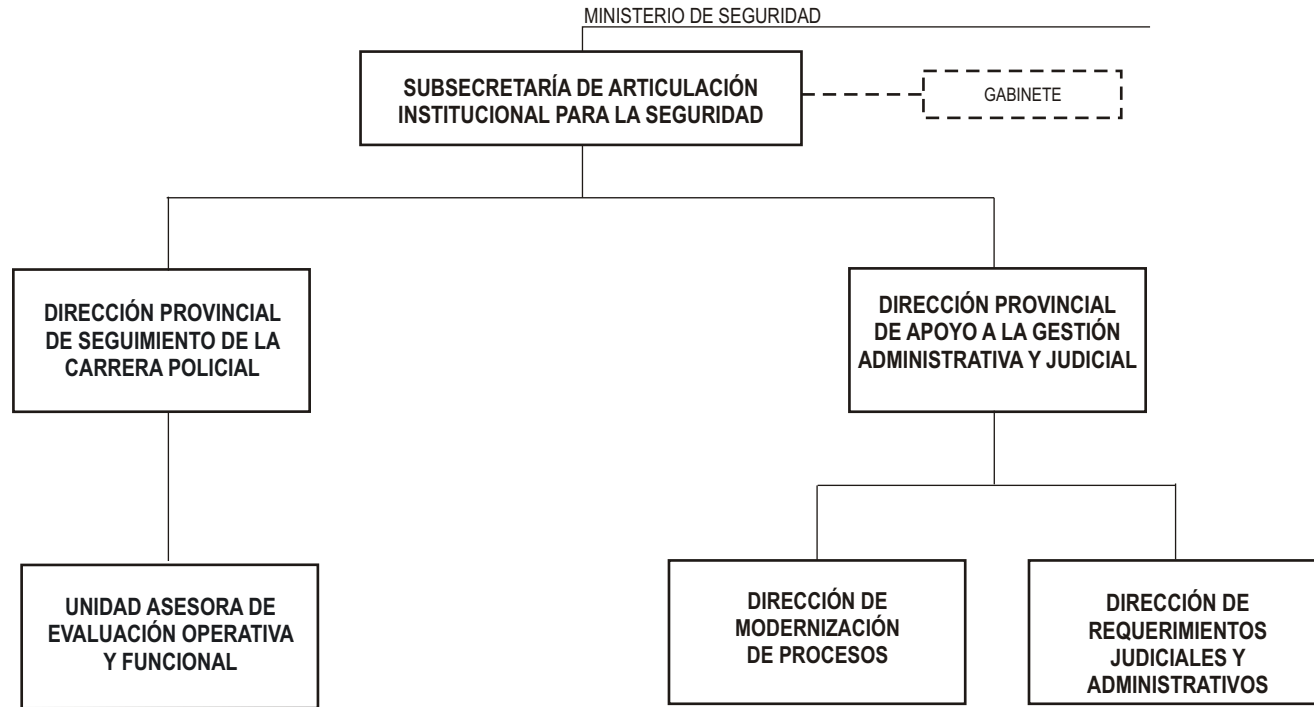 MINISTERIO DE SEGURIDAD
SUBSECRETARÍA DE ARTICULACIÓN
INSTITUCIONAL PARA LA SEGURIDAD
GABINETE
DIRECCIÓN PROVINCIAL
DE SEGUIMIENTO DE LA
CARRERA POLICIAL
DIRECCIÓN PROVINCIAL
DE APOYO A LA GESTIÓN
ADMINISTRATIVA Y JUDICIAL
UNIDAD ASESORA DE
EVALUACIÓN OPERATIVA
Y FUNCIONAL
DIRECCIÓN DE
MODERNIZACIÓN
DE PROCESOS
DIRECCIÓN DE
REQUERIMIENTOS
JUDICIALES Y
ADMINISTRATIVOS